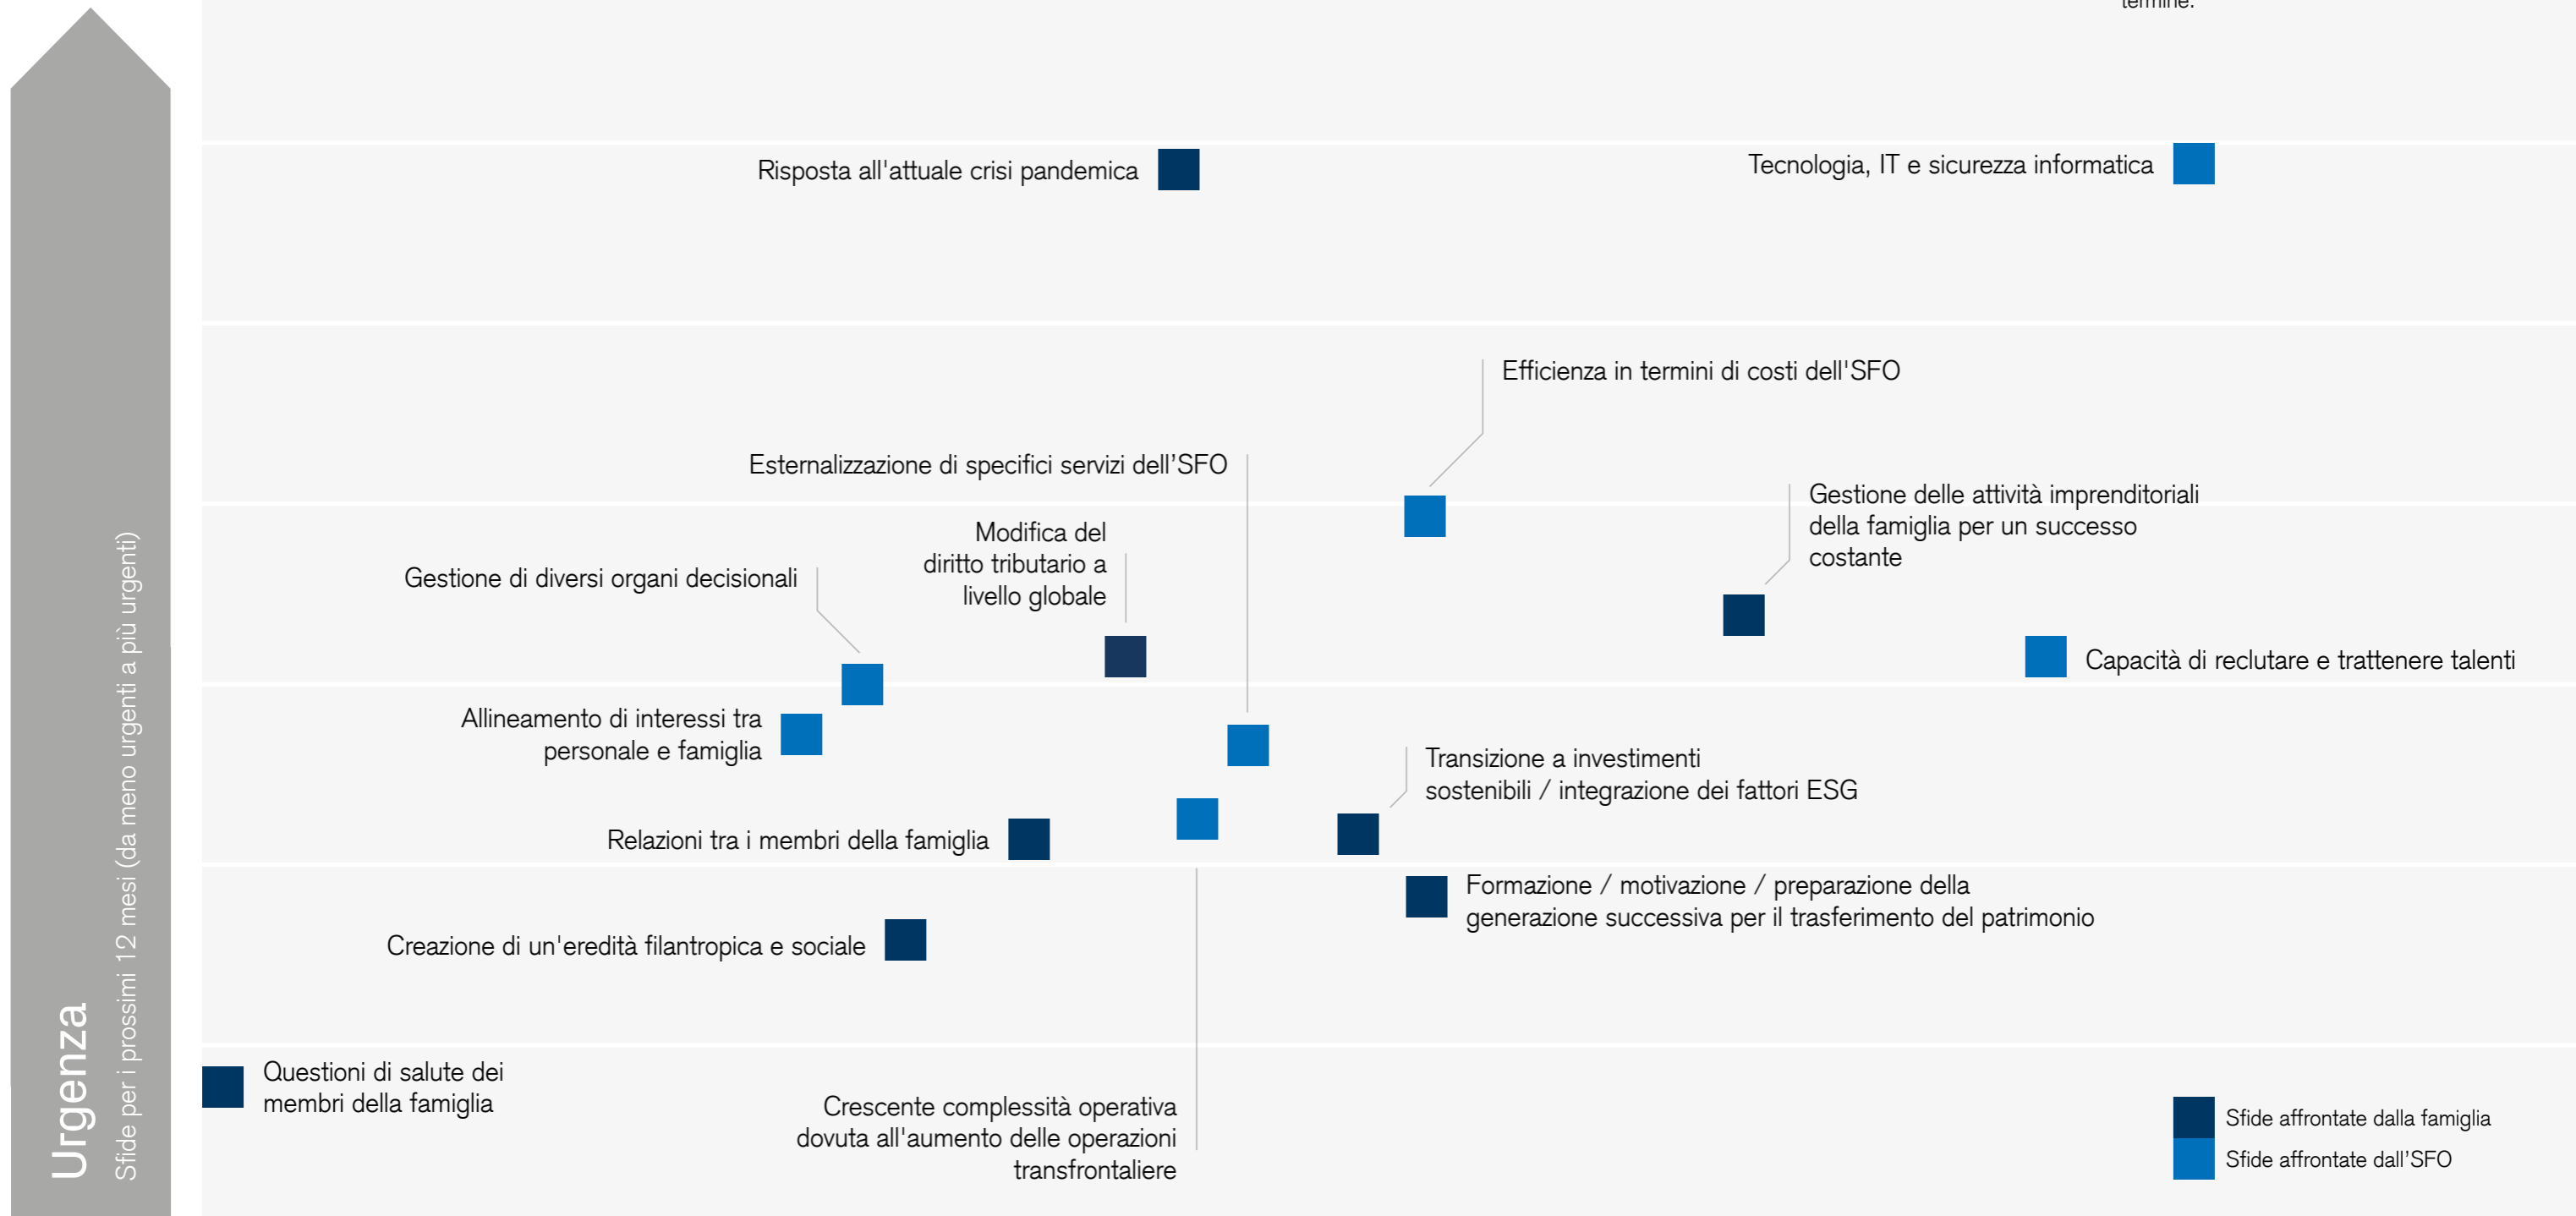 termine.
Risposta all'attuale crisi pandemica
Tecnologia, IT e sicurezza informatica
Efficienza in termini di costi dell'SFO
Esternalizzazione di specifici servizi dell'SFO
Gestione delle attività imprenditoriali
della famiglia per un successo
costante
Modifica del
diritto tributario a
livello globale
Gestione di diversi organi decisionali
Capacità di reclutare e trattenere talenti
Allineamento di interessi tra
personale e famiglia
Transizione a investimenti
sostenibili / integrazione dei fattori ESG
Relazioni tra i membri della famiglia
Formazione / motivazione / preparazione della
generazione successiva per il trasferimento del patrimonio
Creazione di un'eredità filantropica e sociale
Questioni di salute dei
membri della famiglia
Crescente complessità operativa
dovuta all'aumento delle operazioni
transfrontaliere
Urgenza
Sfide per i prossimi 12 mesi (da meno urgenti a più urgenti)
Sfide affrontate dalla famiglia
Sfide affrontate dall'SFO